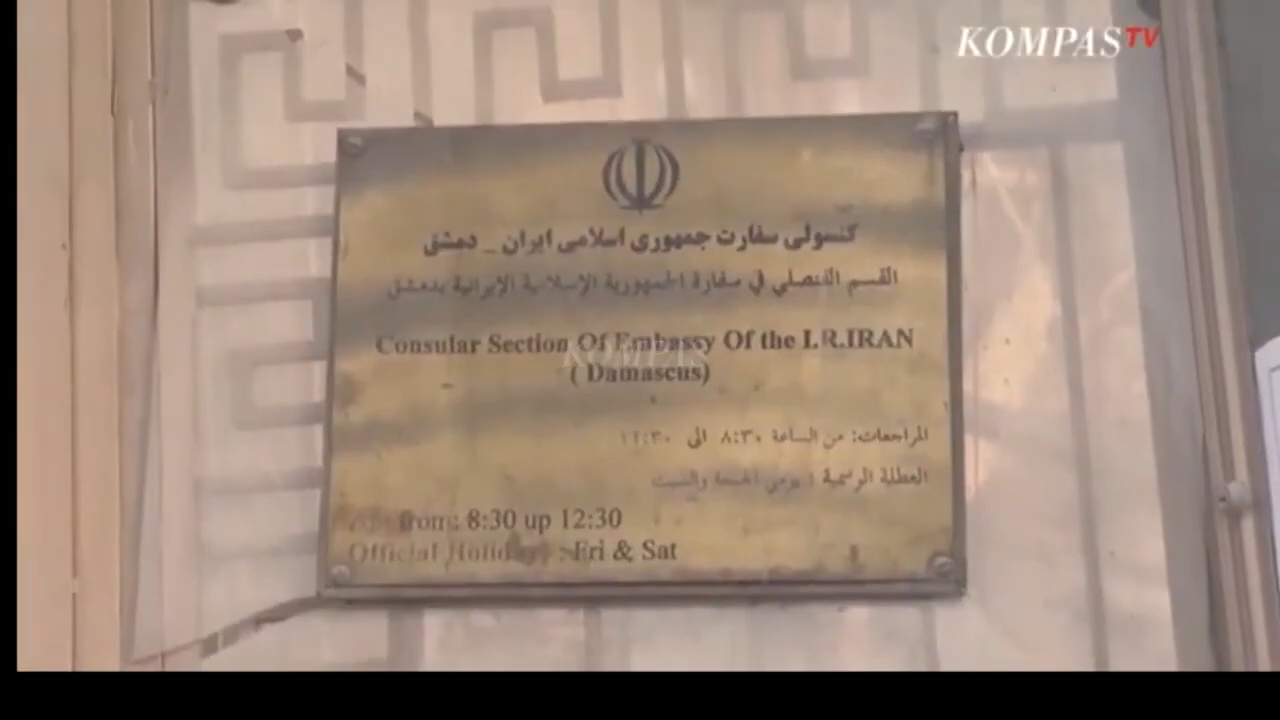 KOMPASTV
کنسولی سفارت جمهوری اسلامی ایران _ دمشق
القسم القنصلي في سفارة الجمهورية الإسلامية الإيرانية بدمشق
Consular Section Of Embassy Of the I.R.IRAN
KOMPAS
( Damascus)
المراجعات: من الساعة ٨:٣٠ الى ١٢:٣٠
العطلة الرسمية : يومي الجمعة والسبت
from: 8:30 up 12:30
Official Holiday :Fri & Sat